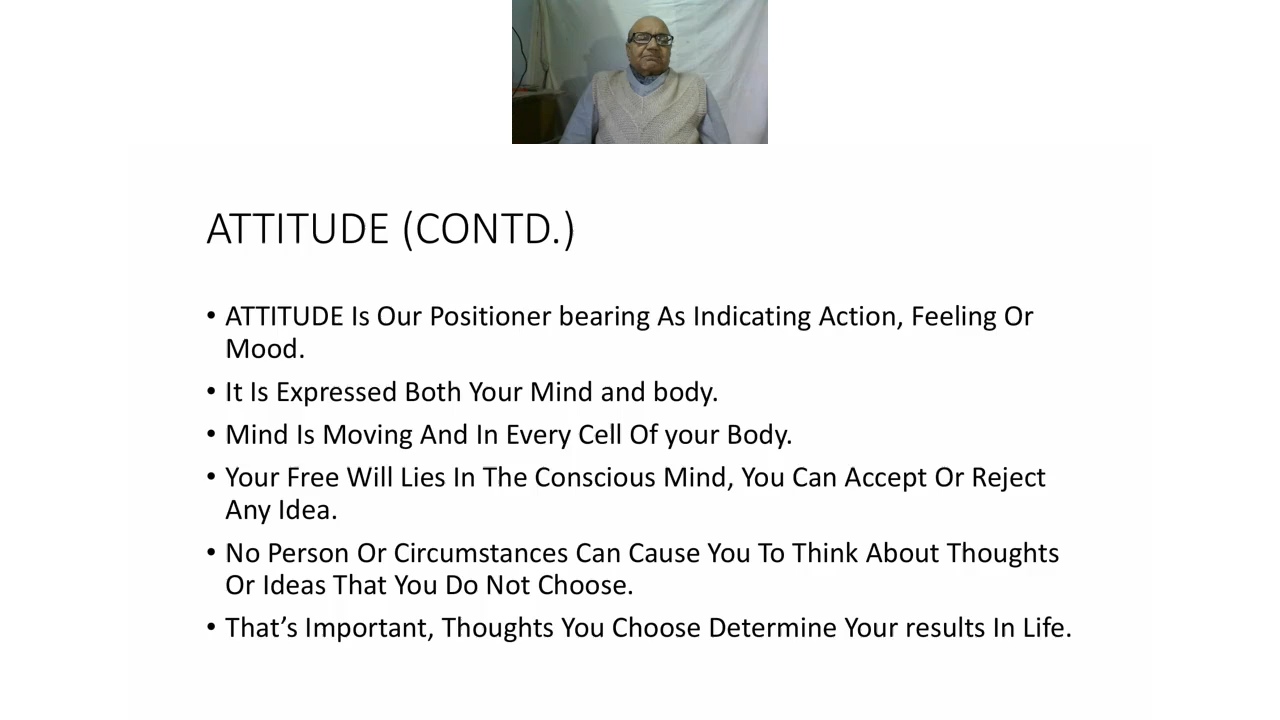 ATTITUDE (CONTD.)
• ATTITUDE Is Our Positioner bearing As Indicating Action, Feeling Or
Mood.
• It Is Expressed Both Your Mind and body.
• Mind Is Moving And In Every Cell Of your Body.
• Your Free Will Lies In The Conscious Mind, You Can Accept Or Reject
Any Idea.
• No Person Or Circumstances Can Cause You To Think About Thoughts
Or Ideas That You Do Not Choose.
• That’s Important, Thoughts You Choose Determine Your results In Life.